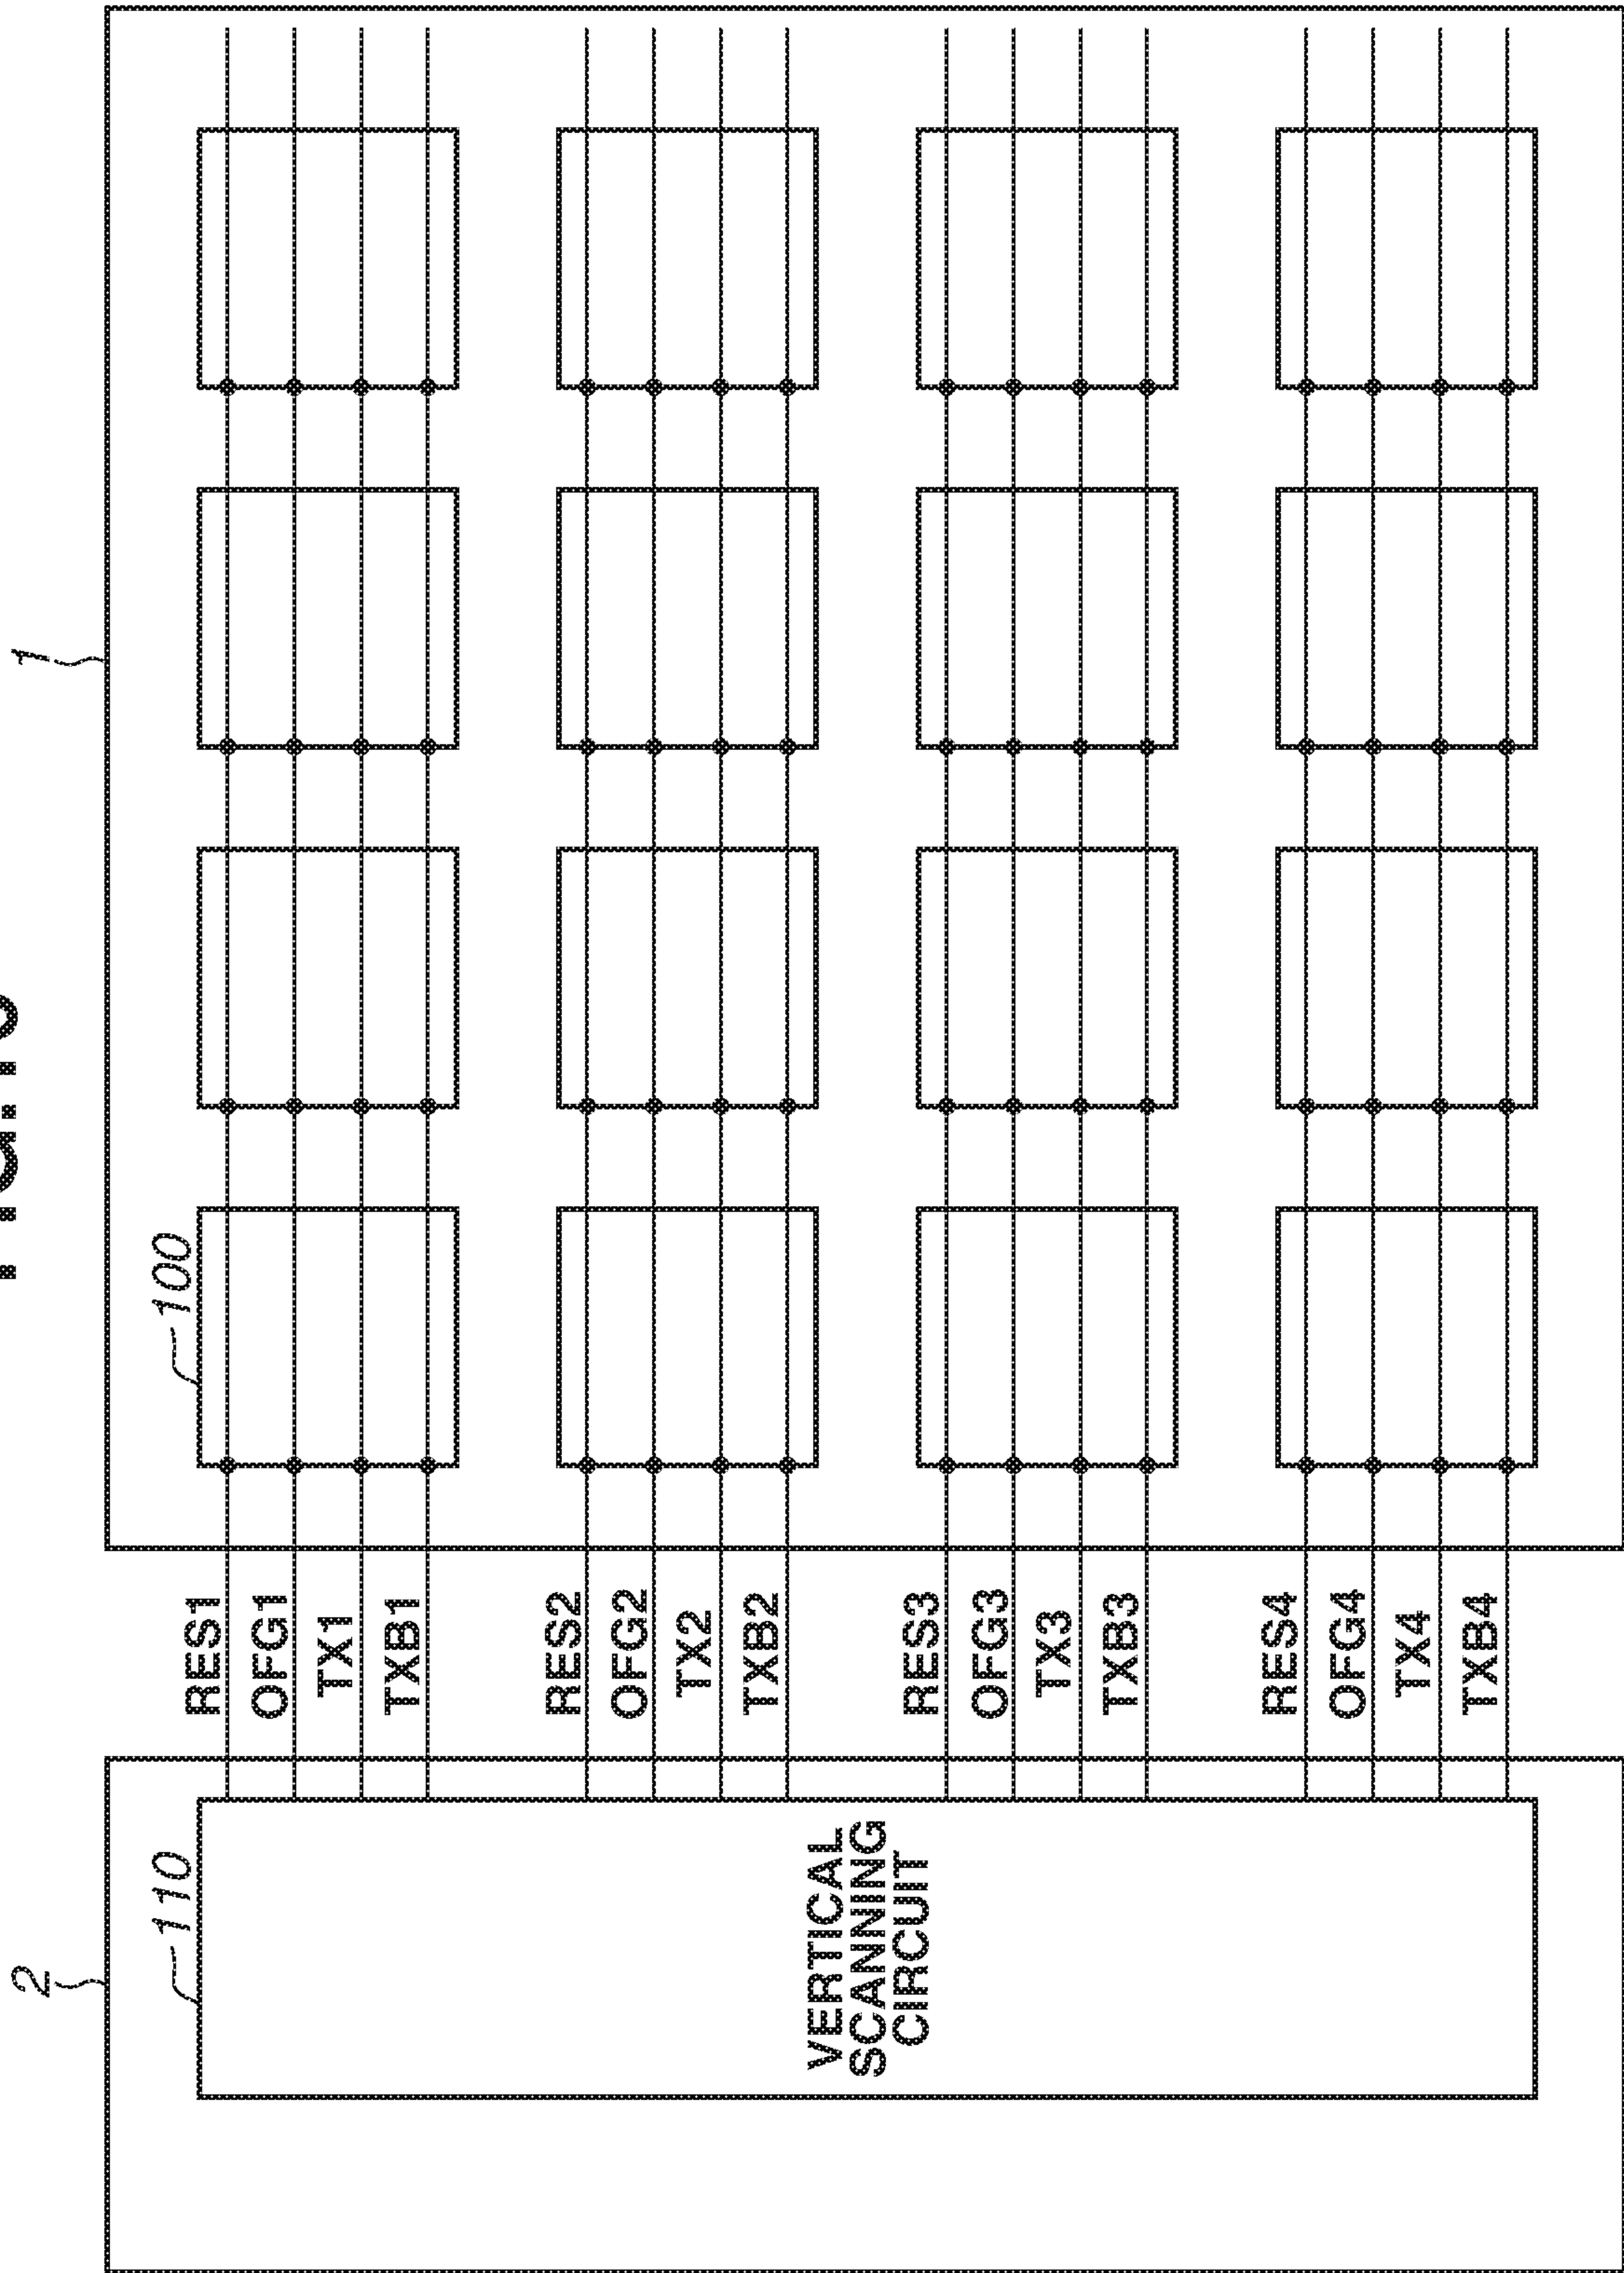 2
1
110
100
RES1
OFG1
TX1
TXB1
RES2
OFG2
TX2
TXB2
VERTICAL
SCANNING
CIRCUIT
RES3
OFG3
TX3
TXB3
RES4
OFG4
TX4
TXB4